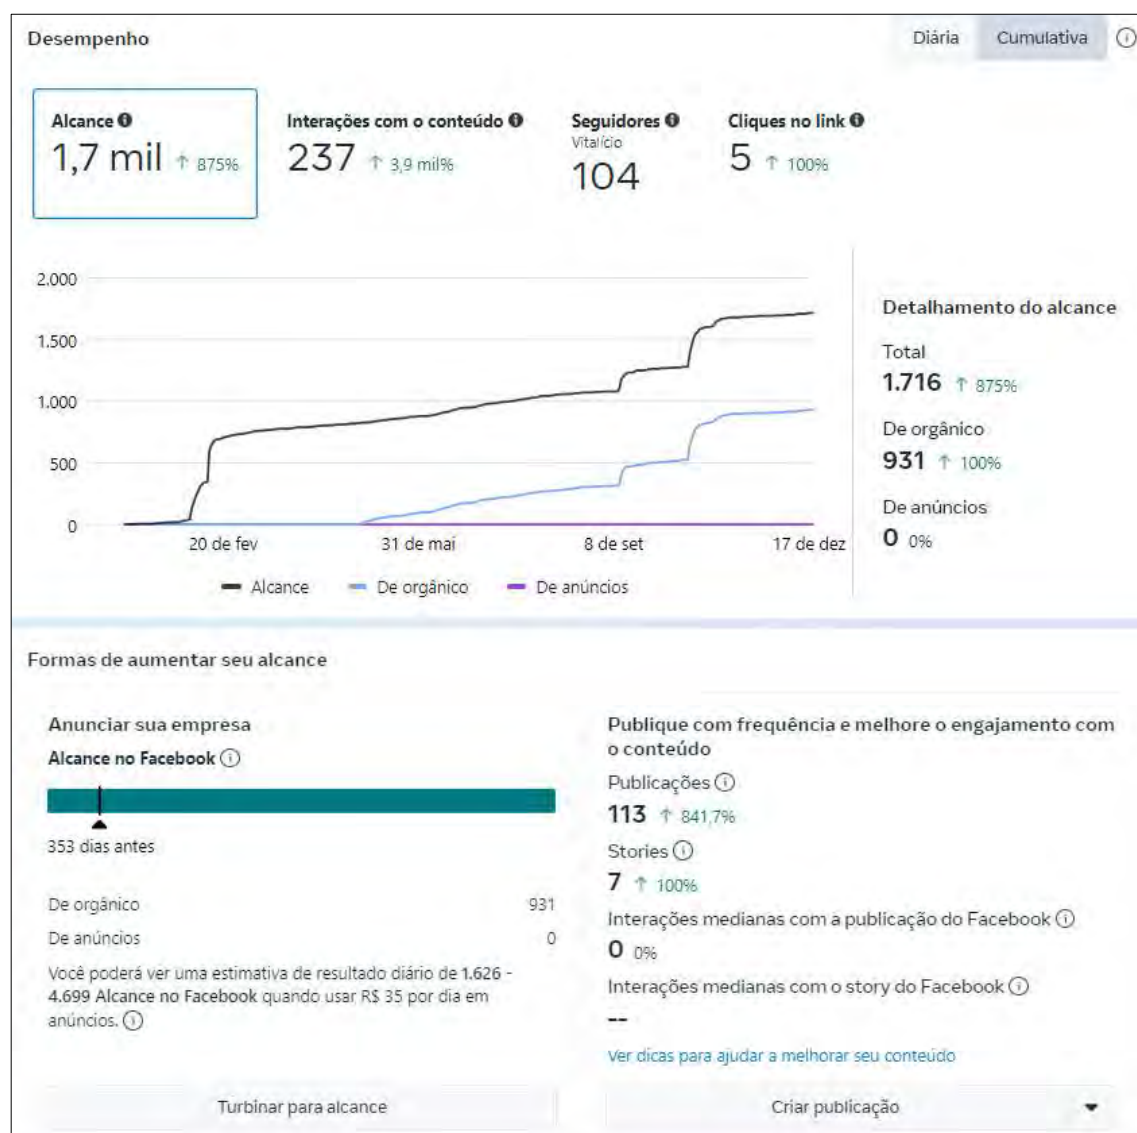 Desempenho
Diária
Cumulativa
Alcance
1,7 mil ↑ 875%
Interações com o conteúdo
237 ↑ 3,9 mil%
Seguidores
Vitalício
104
Cliques no link
5 ↑ 100%
2.000
1.500
1.000
500
0
20 de fev
31 de mai
8 de set
17 de dez
Alcance
De orgânico
De anúncios
Detalhamento do alcance
Total
1.716 ↑ 875%
De orgânico
931 ↑ 100%
De anúncios
0 0%
Formas de aumentar seu alcance
Anunciar sua empresa
Alcance no Facebook
353 dias antes
De orgânico 931
De anúncios 0
Você poderá ver uma estimativa de resultado diário de 1.626 -
4.699 Alcance no Facebook quando usar R$ 35 por dia em
anúncios.
Turbinar para alcance
Publique com frequência e melhore o engajamento com
o conteúdo
Publicações
113 ↑ 841,7%
Stories
7 ↑ 100%
Interações medianas com a publicação do Facebook
0 0%
Interações medianas com o story do Facebook
--
Ver dicas para ajudar a melhorar seu conteúdo
Criar publicação